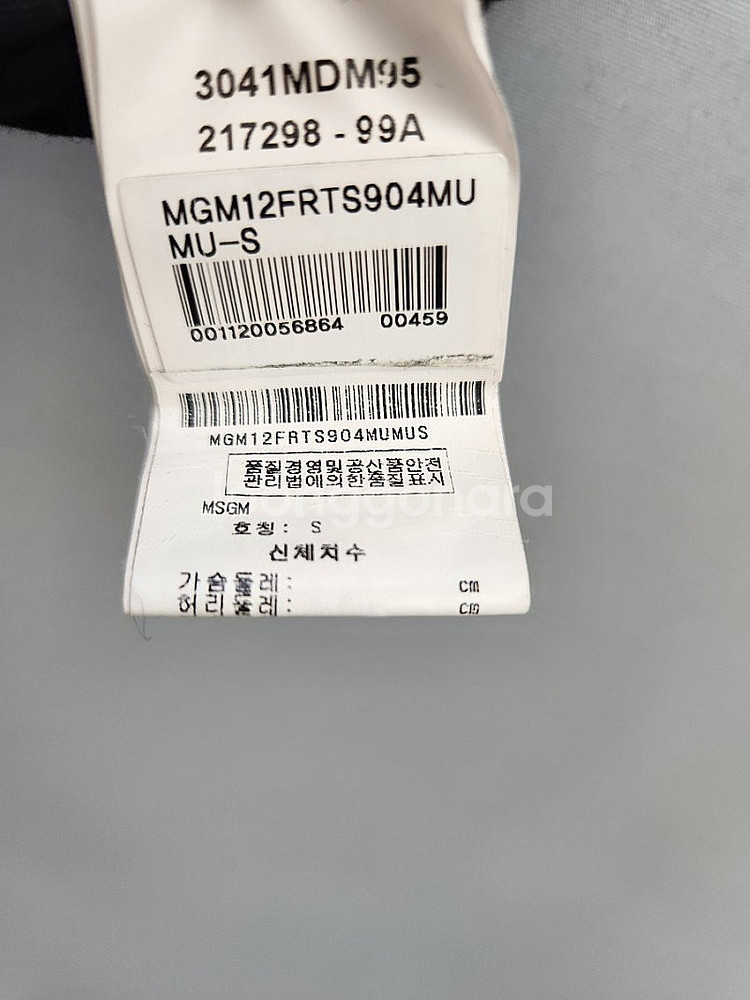 3041MDM95
217298 - 99A
MGM12FRTS904MU
MU-S
001120056864 00459
MGM12FRTS904MUMUS
품질경영및공산품안전
관리법에의한품질표시
joonggonara
MSGM
호칭: S
신체치수
가슴둘레: cm
허리둘레: cm